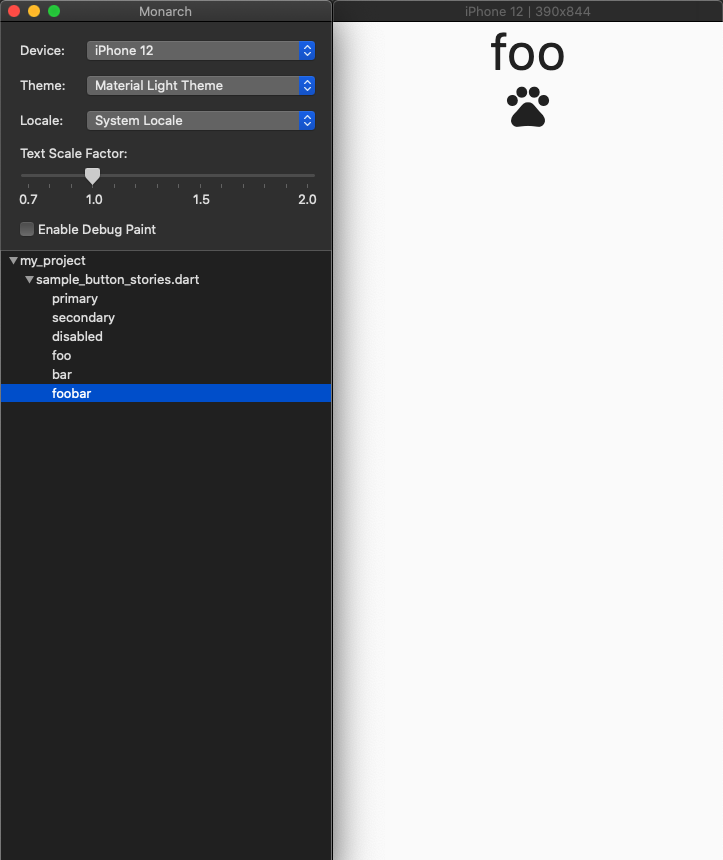 Monarch
Device: iPhone 12
Theme: Material Light Theme
Locale: System Locale
Text Scale Factor:
0.7 1.0 1.5 2.0
Enable Debug Paint
my_project
sample_button_stories.dart
primary
secondary
disabled
foo
bar
foobar
iPhone 12 | 390x844
foo